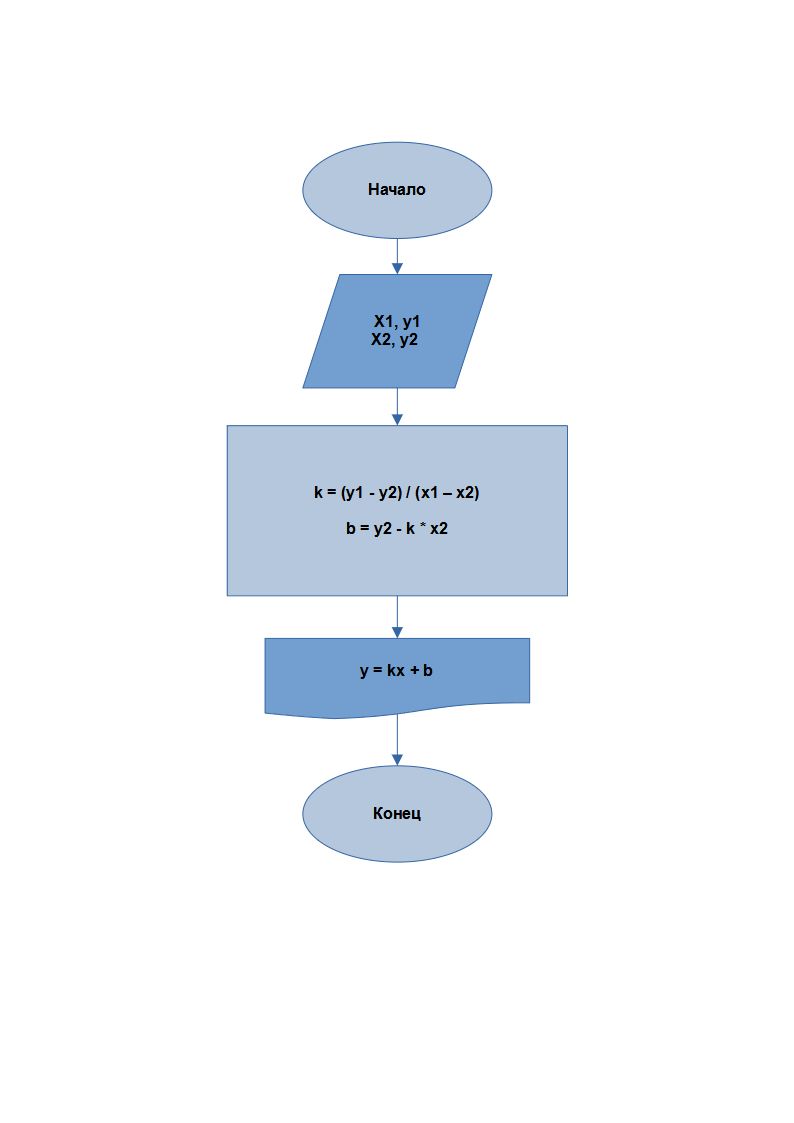 Начало
X1, y1
X2, y2
k = (y1 - y2) / (x1 – x2)
b = y2 - k * x2
y = kx + b
Конец